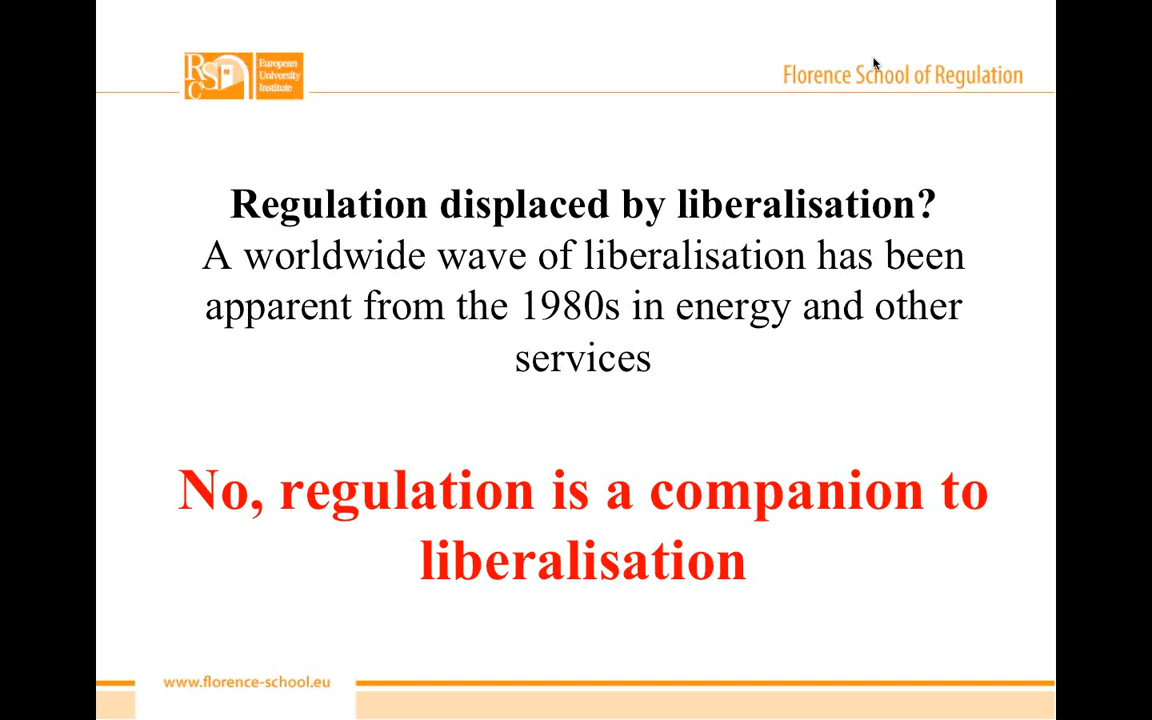 RSC
European
University
Institute
Florence School of Regulation
Regulation displaced by liberalisation?
A worldwide wave of liberalisation has been
apparent from the 1980s in energy and other
services
No, regulation is a companion to
liberalisation
www.florence-school.eu